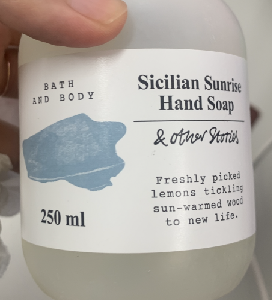 BATH
AND BODY
250 ml
Sicilian Sunrise
Hand Soap
& Other Stories
Freshly picked
lemons tickling
sun-warmed wood
to new life.